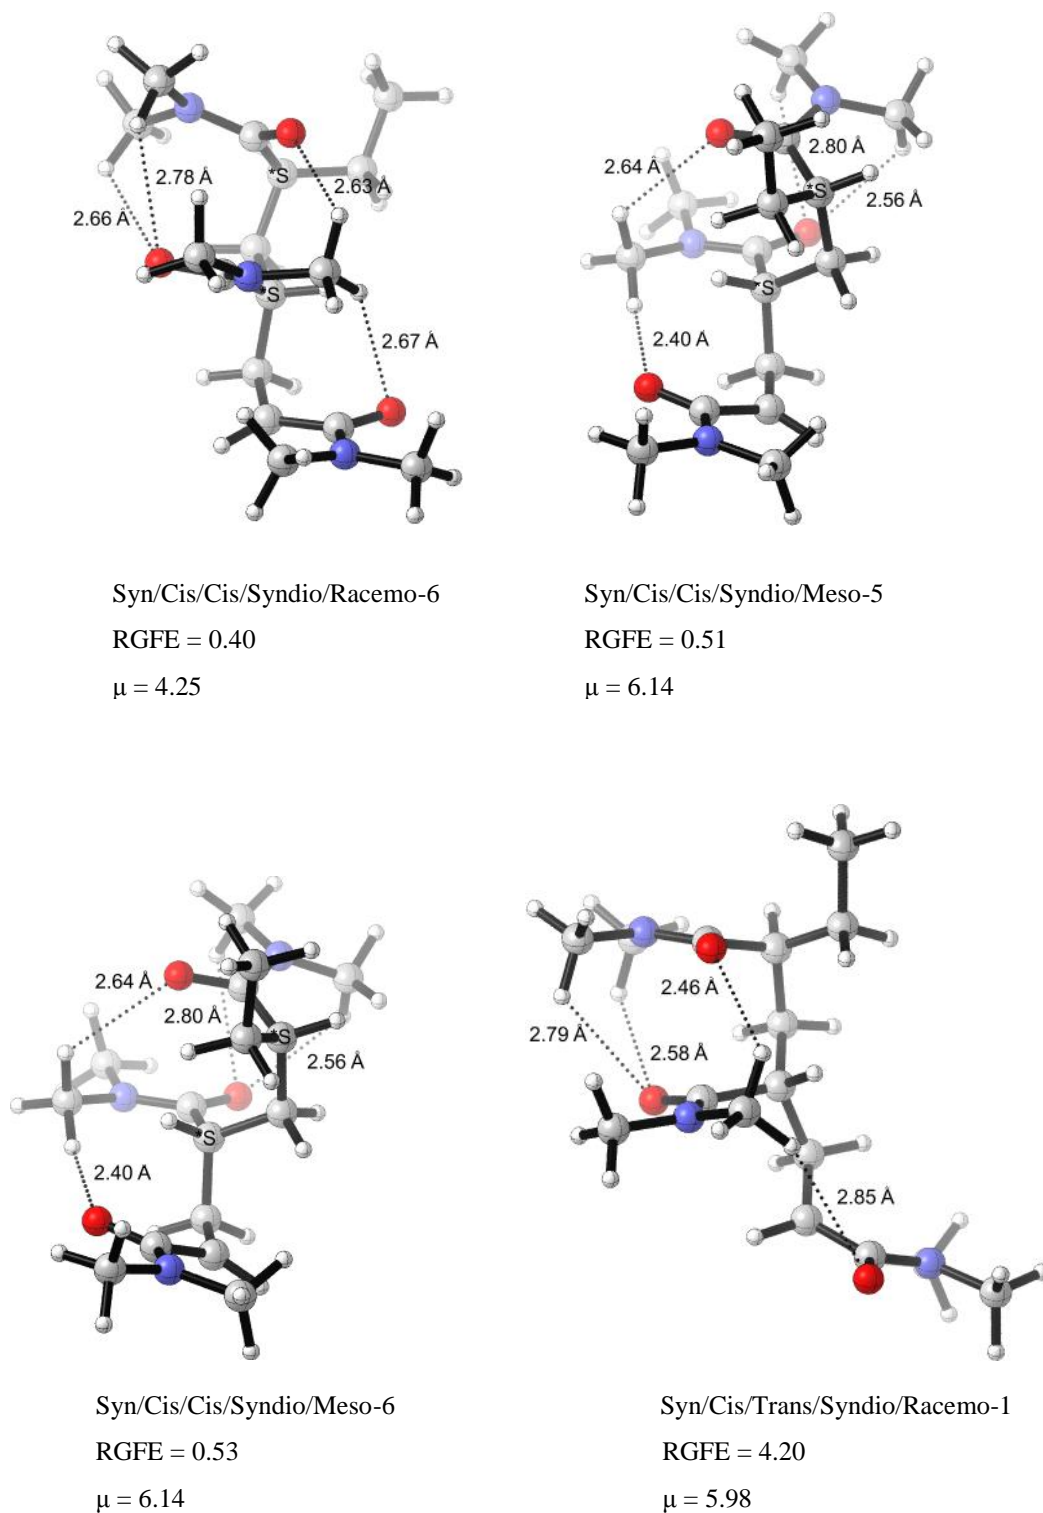 2.78 Å
*S
2.63 Å
2.66 Å
*S
2.67 Å
2.80 Å
2.64 Å
*S
2.56 Å
*S
2.40 Å
Syn/Cis/Cis/Syndio/Racemo-6
RGFE = 0.40
μ = 4.25
Syn/Cis/Cis/Syndio/Meso-5
RGFE = 0.51
μ = 6.14
2.64 Å
2.80 Å
*S
2.56 Å
*S
2.40 Å
2.46 Å
2.79 Å
2.58 Å
2.85 Å
Syn/Cis/Cis/Syndio/Meso-6
RGFE = 0.53
μ = 6.14
Syn/Cis/Trans/Syndio/Racemo-1
RGFE = 4.20
μ = 5.98